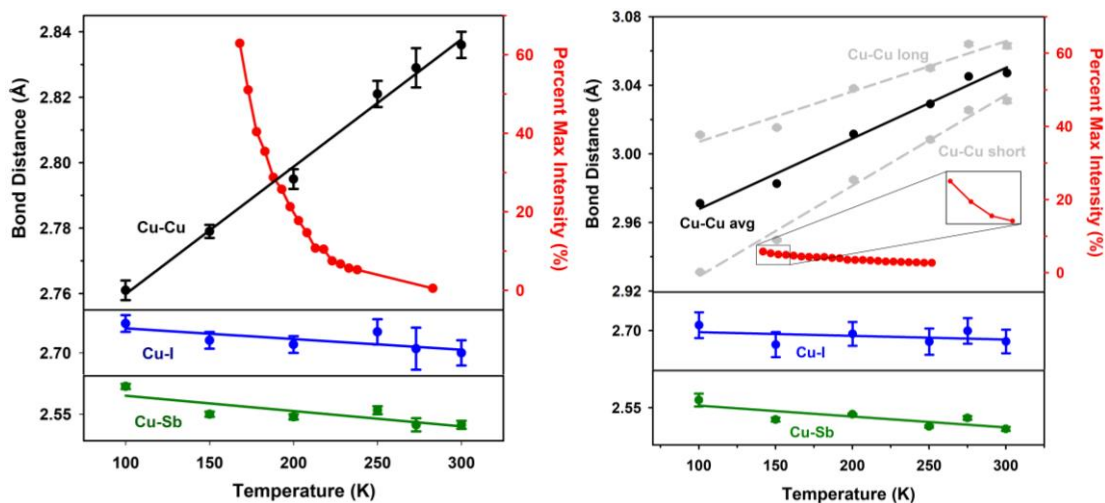 2.84
2.82
2.80
2.78
2.76
2.70
2.55
Bond Distance (Å)
Cu-Cu
Cu-I
Cu-Sb
60
40
20
0
Percent Max Intensity (%)
100 150 200 250 300
Temperature (K)
3.08
3.04
3.00
2.96
2.92
2.70
2.55
Bond Distance (Å)
Cu-Cu long
Cu-Cu short
Cu-Cu avg
Cu-I
Cu-Sb
60
40
20
0
Percent Max Intensity (%)
100 150 200 250 300
Temperature (K)